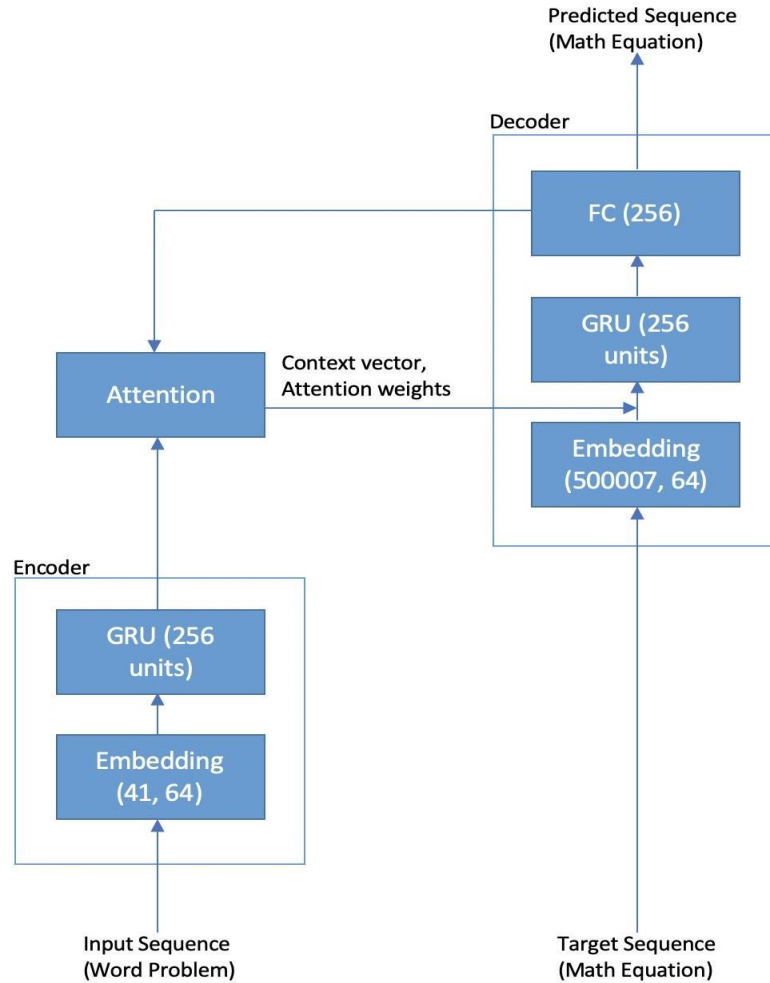 Predicted Sequence
(Math Equation)
Decoder
FC (256)
GRU (256
units)
Attention
Context vector,
Attention weights
Embedding
(500007, 64)
Encoder
GRU (256
units)
Embedding
(41, 64)
Input Sequence
(Word Problem)
Target Sequence
(Math Equation)